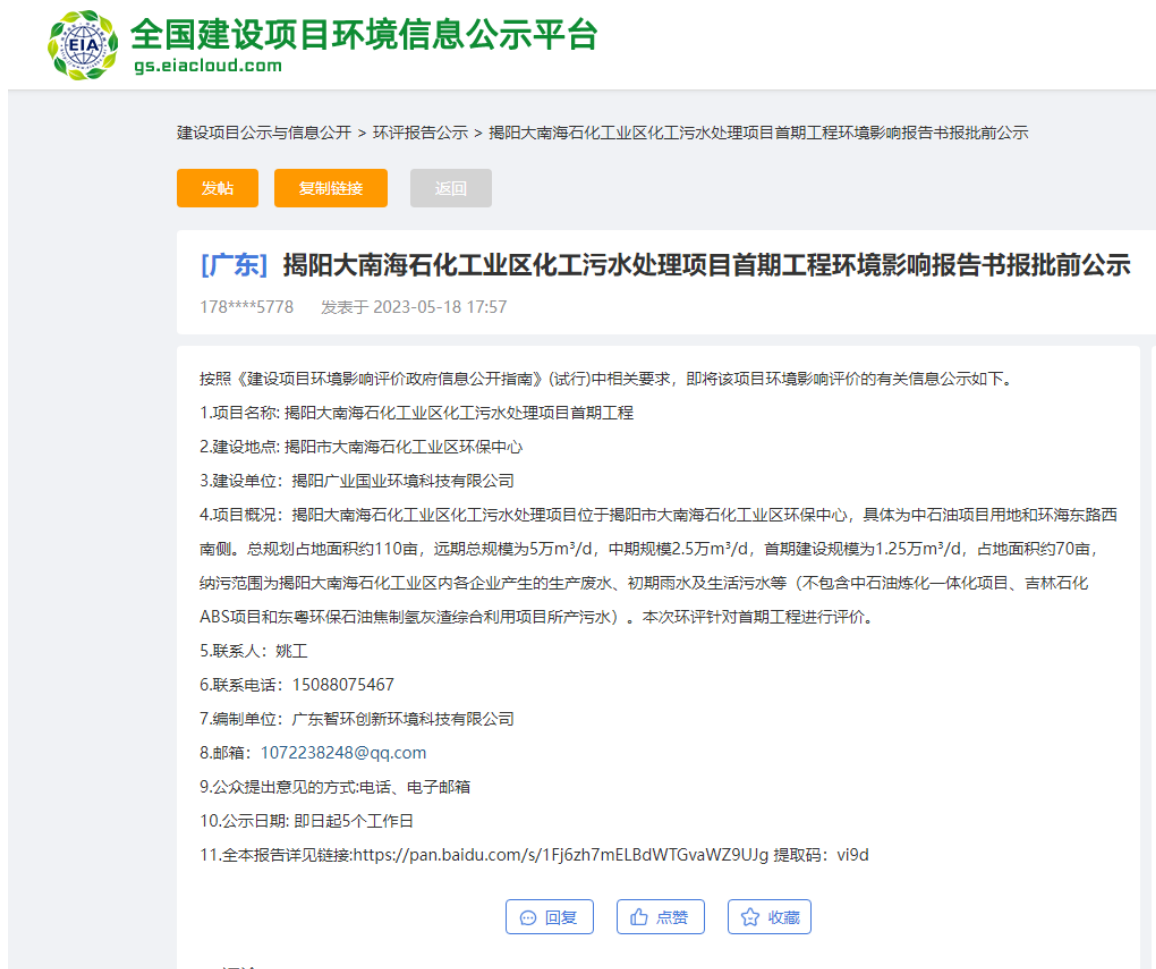 EIA
全国建设项目环境信息公示平台
gs.eiacloud.com
建设项目公示与信息公开 > 环评报告公示 > 揭阳大南海石化工业区化工污水处理项目首期工程环境影响报告书报批前公示
发帖 复制链接 返回
[广东] 揭阳大南海石化工业区化工污水处理项目首期工程环境影响报告书报批前公示
178****5778 发表于 2023-05-18 17:57
按照《建设项目环境影响评价政府信息公开指南》(试行)中相关要求，即将该项目环境影响评价的有关信息公示如下。
1.项目名称: 揭阳大南海石化工业区化工污水处理项目首期工程
2.建设地点: 揭阳市大南海石化工业区环保中心
3.建设单位：揭阳广业国业环境科技有限公司
4.项目概况：揭阳大南海石化工业区化工污水处理项目位于揭阳市大南海石化工业区环保中心，具体为中石油项目用地和环海东路西
南侧。总规划占地面积约110亩，远期总规模为5万m³/d，中期规模2.5万m³/d，首期建设规模为1.25万m³/d，占地面积约70亩，
纳污范围为揭阳大南海石化工业区内各企业产生的生产废水、初期雨水及生活污水等（不包含中石油炼化一体化项目、吉林石化
ABS项目和东粤环保石油焦制氢灰渣综合利用项目所产污水）。本次环评针对首期工程进行评价。
5.联系人：姚工
6.联系电话：15088075467
7.编制单位：广东智环创新环境科技有限公司
8.邮箱：1072238248@qq.com
9.公众提出意见的方式:电话、电子邮箱
10.公示日期: 即日起5个工作日
11.全本报告详见链接:https://pan.baidu.com/s/1Fj6zh7mELBdWTGvaWZ9UJg 提取码：vi9d
回复 点赞 收藏